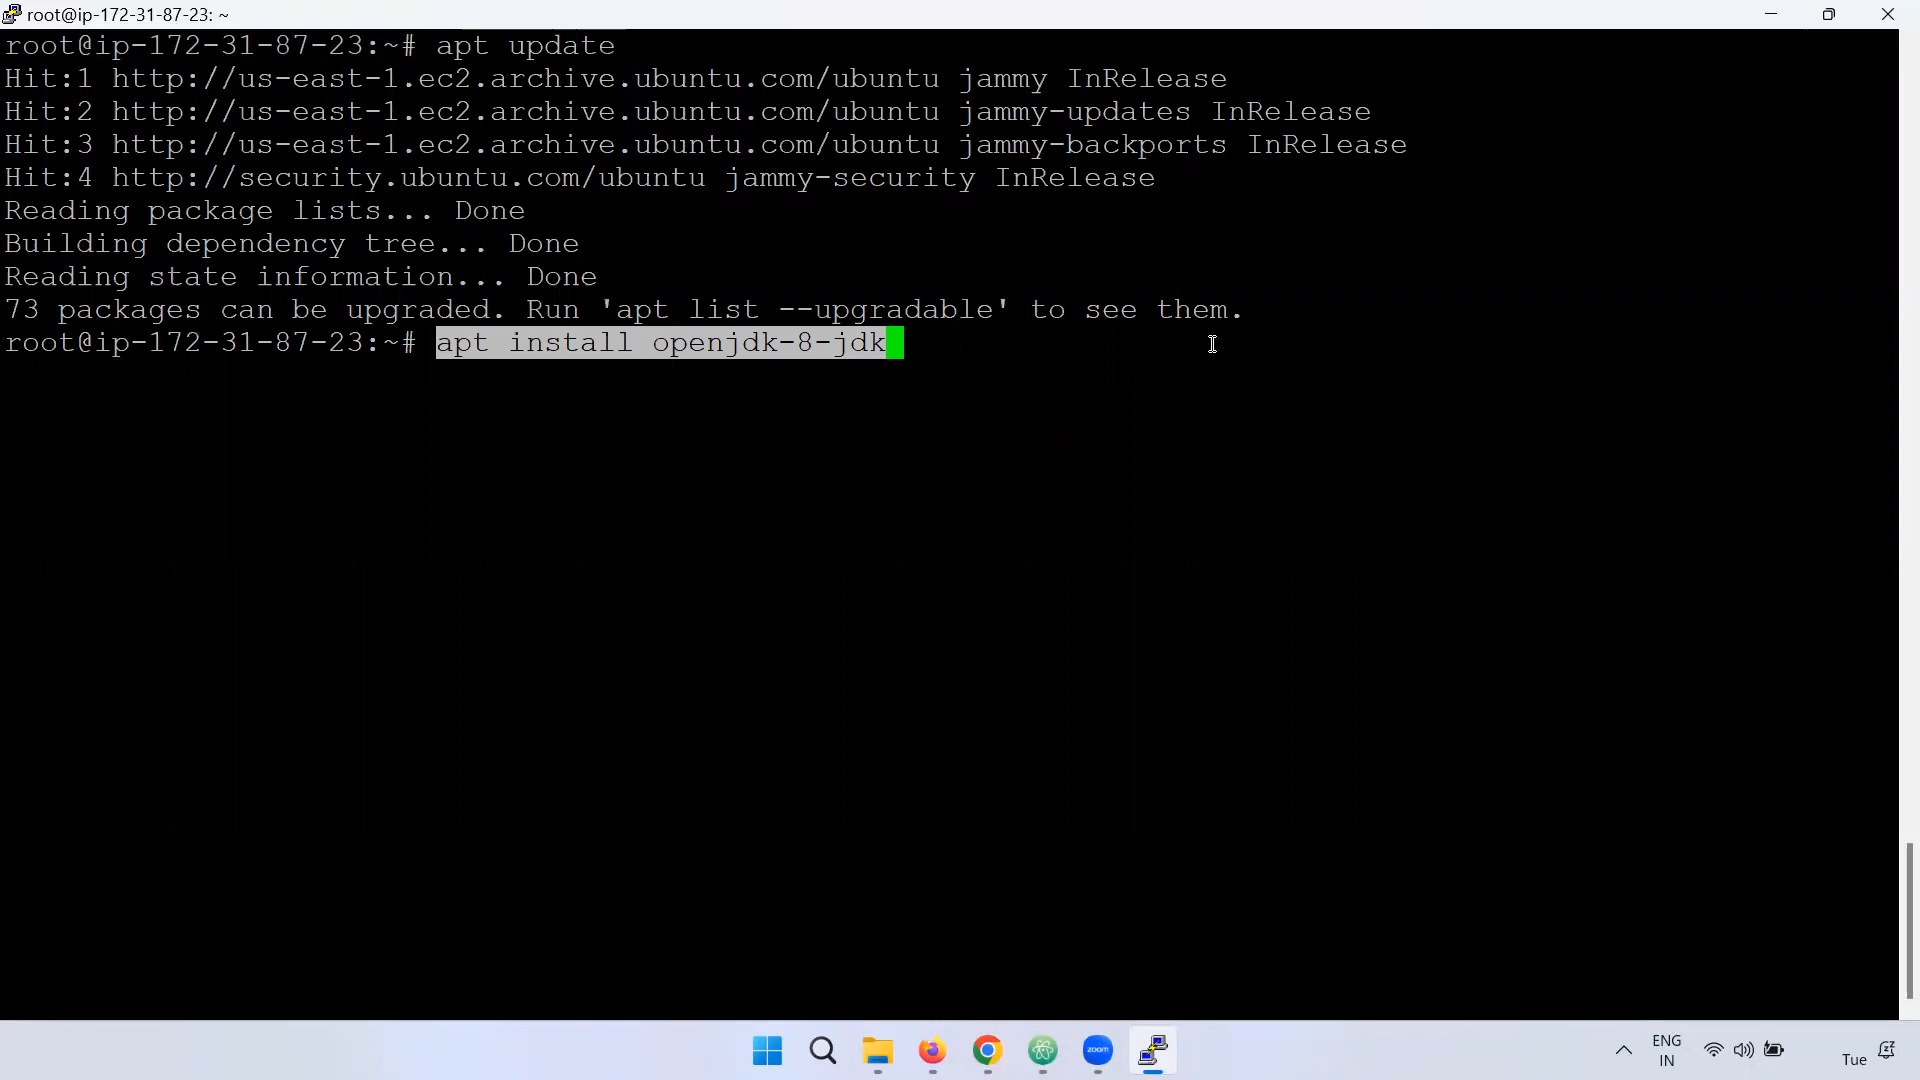 root@ip-172-31-87-23: ~
root@ip-172-31-87-23:~# apt update
Hit:1 http://us-east-1.ec2.archive.ubuntu.com/ubuntu jammy InRelease
Hit:2 http://us-east-1.ec2.archive.ubuntu.com/ubuntu jammy-updates InRelease
Hit:3 http://us-east-1.ec2.archive.ubuntu.com/ubuntu jammy-backports InRelease
Hit:4 http://security.ubuntu.com/ubuntu jammy-security InRelease
Reading package lists... Done
Building dependency tree... Done
Reading state information... Done
73 packages can be upgraded. Run 'apt list --upgradable' to see them.
root@ip-172-31-87-23:~# apt install openjdk-8-jdk
zoom
ENG
IN
Tue